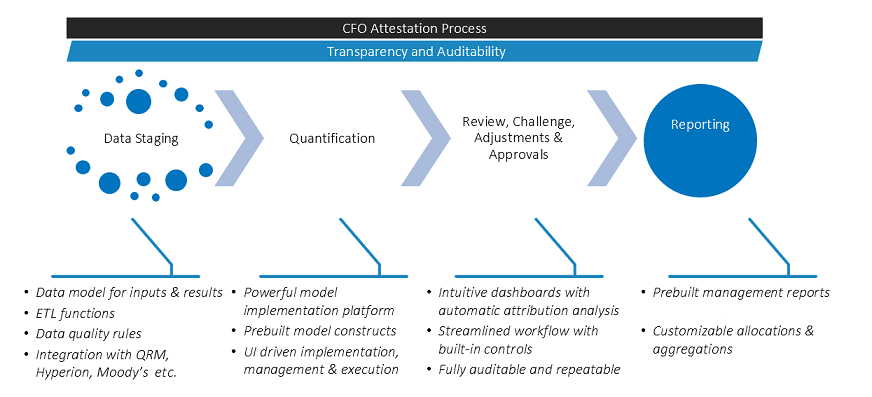 CFO Attestation Process
Transparency and Auditability
Data Staging
Quantification
Review, Challenge,
Adjustments &
Approvals
Reporting
• Data model for inputs & results
• ETL functions
• Data quality rules
• Integration with QRM,
Hyperion, Moody's etc.
• Powerful model
implementation platform
• Prebuilt model constructs
• UI driven implementation,
management & execution
• Intuitive dashboards with
automatic attribution analysis
• Streamlined workflow with
built-in controls
• Fully auditable and repeatable
• Prebuilt management reports
• Customizable allocations &
aggregations